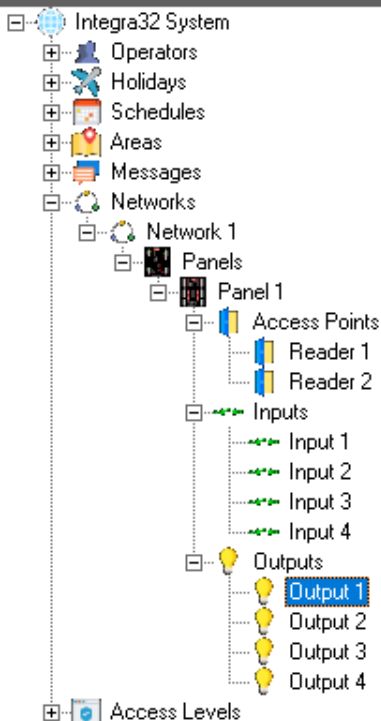 Integra32 System
Operators
Holidays
Schedules
Areas
Messages
Networks
Network 1
Panels
Panel 1
Access Points
Reader 1
Reader 2
Inputs
Input 1
Input 2
Input 3
Input 4
Outputs
Output 1
Output 2
Output 3
Output 4
Access Levels